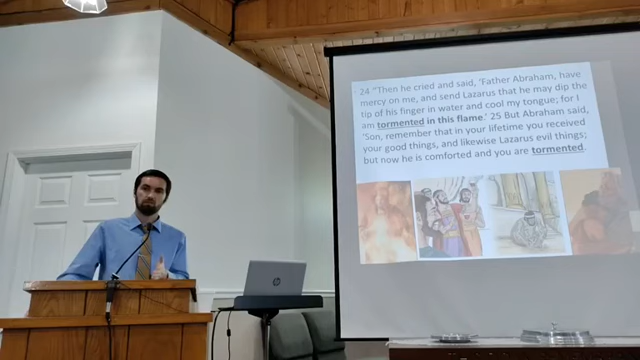 24 "Then he cried and said, 'Father Abraham, have
mercy on me, and send Lazarus that he may dip the
tip of his finger in water and cool my tongue; for I
am tormented in this flame.' 25 But Abraham said,
'Son, remember that in your lifetime you received
your good things, and likewise Lazarus evil things;
but now he is comforted and you are tormented.
hp